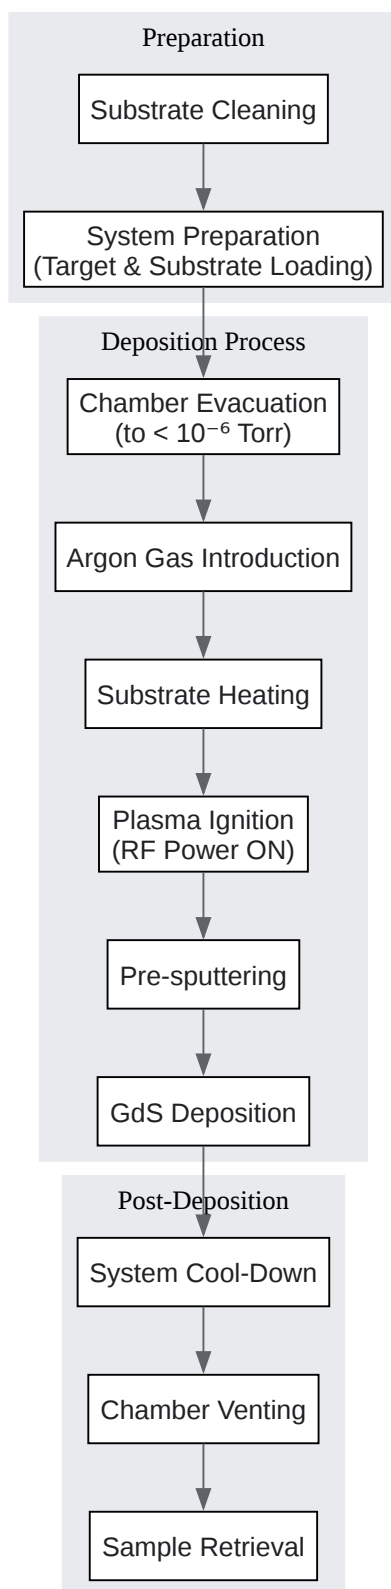 Preparation
Substrate Cleaning
System Preparation
(Target & Substrate Loading)
Deposition Process
Chamber Evacuation
(to < 10⁻⁶ Torr)
Argon Gas Introduction
Substrate Heating
Plasma Ignition
(RF Power ON)
Pre-sputtering
GdS Deposition
Post-Deposition
System Cool-Down
Chamber Venting
Sample Retrieval